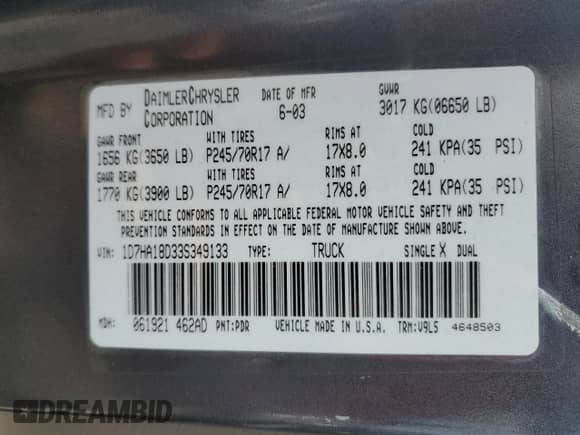 MFD BY DAIMLERCHRYSLER CORPORATION
DATE OF MFR 6-03
GVWR 3017 KG(06650 LB)
GAWR FRONT WITH TIRES RIMS AT COLD
1656 KG(3650 LB) P245/70R17 A/ 17X8.0 241 KPA(35 PSI)
GAWR REAR WITH TIRES RIMS AT COLD
1770 KG(3900 LB) P245/70R17 A/ 17X8.0 241 KPA(35 PSI)
THIS VEHICLE CONFORMS TO ALL APPLICABLE FEDERAL MOTOR VEHICLE SAFETY AND THEFT
PREVENTION STANDARDS IN EFFECT ON THE DATE OF MANUFACTURE SHOWN ABOVE.
VIN: 1D7HA18D33S349133 TYPE: TRUCK SINGLE X DUAL
MDH: 061921 462AD PNT:PDR VEHICLE MADE IN U.S.A. TRM:V9L5 4648503
DREAMBID